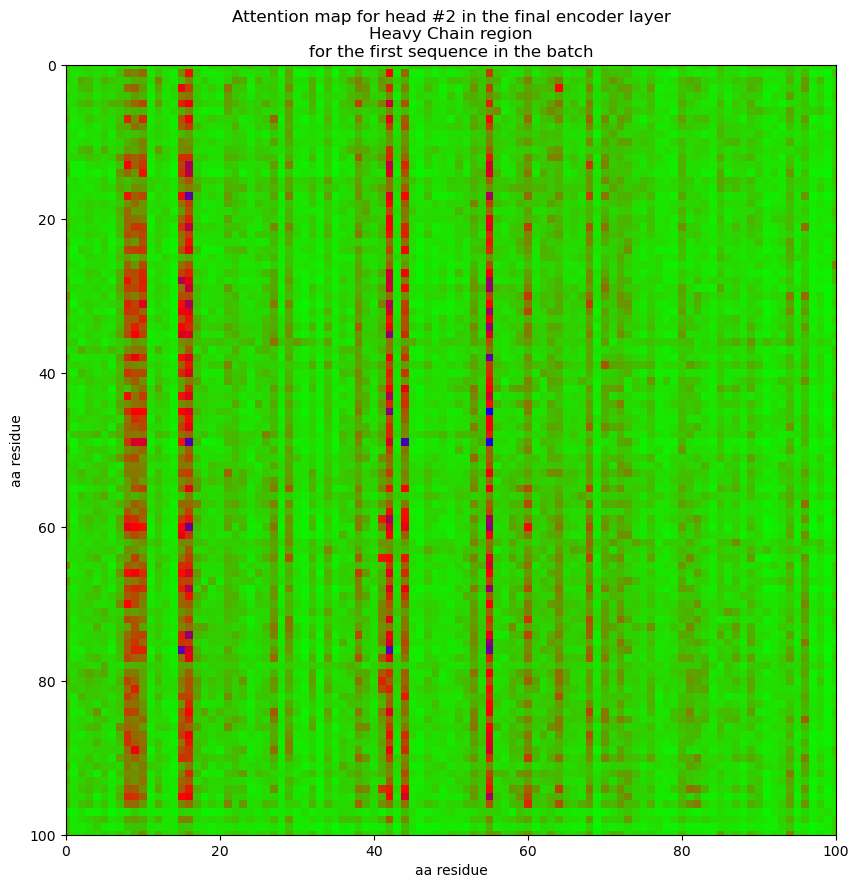 Attention map for head #2 in the final encoder layer
Heavy Chain region
for the first sequence in the batch
0
20
40
60
80
100
aa residue
0
20
40
60
80
100
aa residue